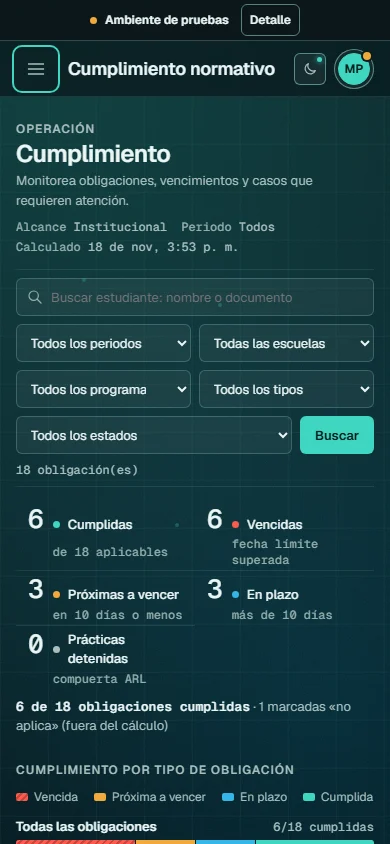 Ambiente de pruebas Detalle
Cumplimiento normativo MP
OPERACIÓN
Cumplimiento
Monitorea obligaciones, vencimientos y casos que
requieren atención.
Alcance Institucional Periodo Todos
Calculado 18 de nov, 3:53 p. m.
Buscar estudiante: nombre o documento
Todos los periodos Todas las escuelas
Todos los programa Todos los tipos
Todos los estados Buscar
18 obligación(es)
6 Cumplidas 6 Vencidas
de 18 aplicables fecha límite
superada
3 Próximas a vencer 3 En plazo
en 10 días o menos más de 10 días
0 Prácticas
detenidas
compuerta ARL
6 de 18 obligaciones cumplidas · 1 marcadas «no
aplica» (fuera del cálculo)
CUMPLIMIENTO POR TIPO DE OBLIGACIÓN
Vencida Próxima a vencer En plazo Cumplida
Todas las obligaciones 6/18 cumplidas